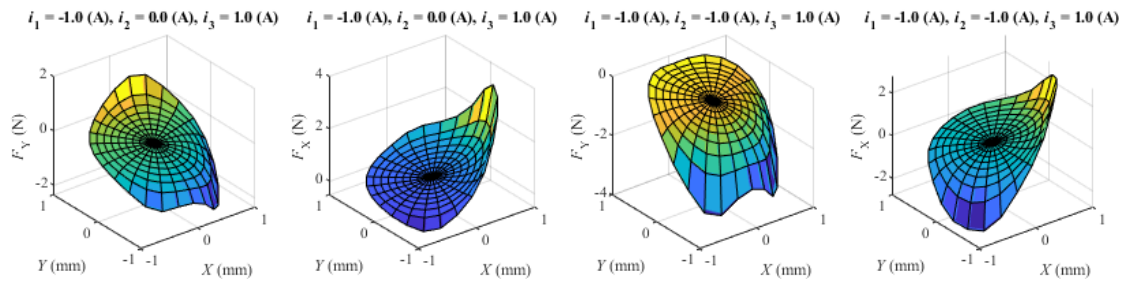 i1 = -1.0 (A), i2 = 0.0 (A), i3 = 1.0 (A)
2
0
-2
FY (N)
1
0
-1
Y (mm)
-1
0
1
X (mm)
i1 = -1.0 (A), i2 = 0.0 (A), i3 = 1.0 (A)
4
2
0
FX (N)
1
0
-1
Y (mm)
-1
0
1
X (mm)
i1 = -1.0 (A), i2 = -1.0 (A), i3 = 1.0 (A)
0
-2
-4
FY (N)
1
0
-1
Y (mm)
-1
0
1
X (mm)
i1 = -1.0 (A), i2 = -1.0 (A), i3 = 1.0 (A)
2
0
-2
FX (N)
1
0
-1
Y (mm)
-1
0
1
X (mm)